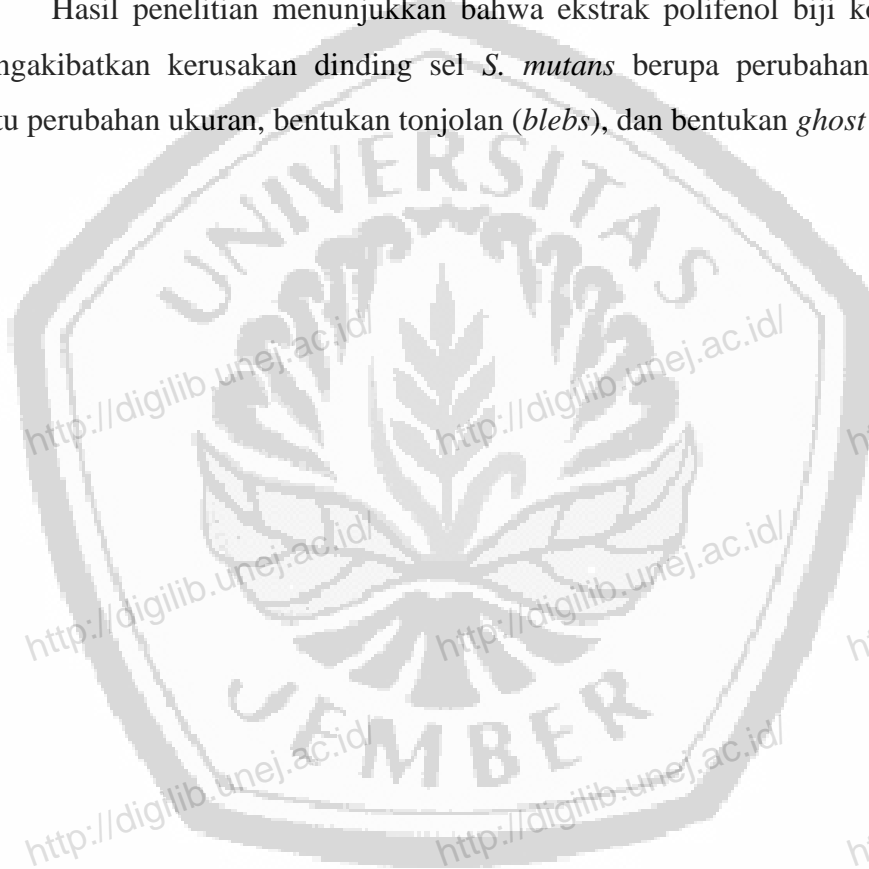 Hasil penelitian menunjukkan bahwa ekstrak polifenol biji
ngakibatkan kerusakan dinding sel S. mutans berupa perubahan
perubahan ukuran, bentukan tonjolan (blebs), dan bentukan ghost
UNIVERSITAS
http://digilib.unej.ac.id/
http://digilib.unej.ac.id/
http://digilib.unej.ac.id/
http://digilib.unej.ac.id/
JEMBER
http://digilib.unej.ac.id/
http://digilib.unej.ac.id/